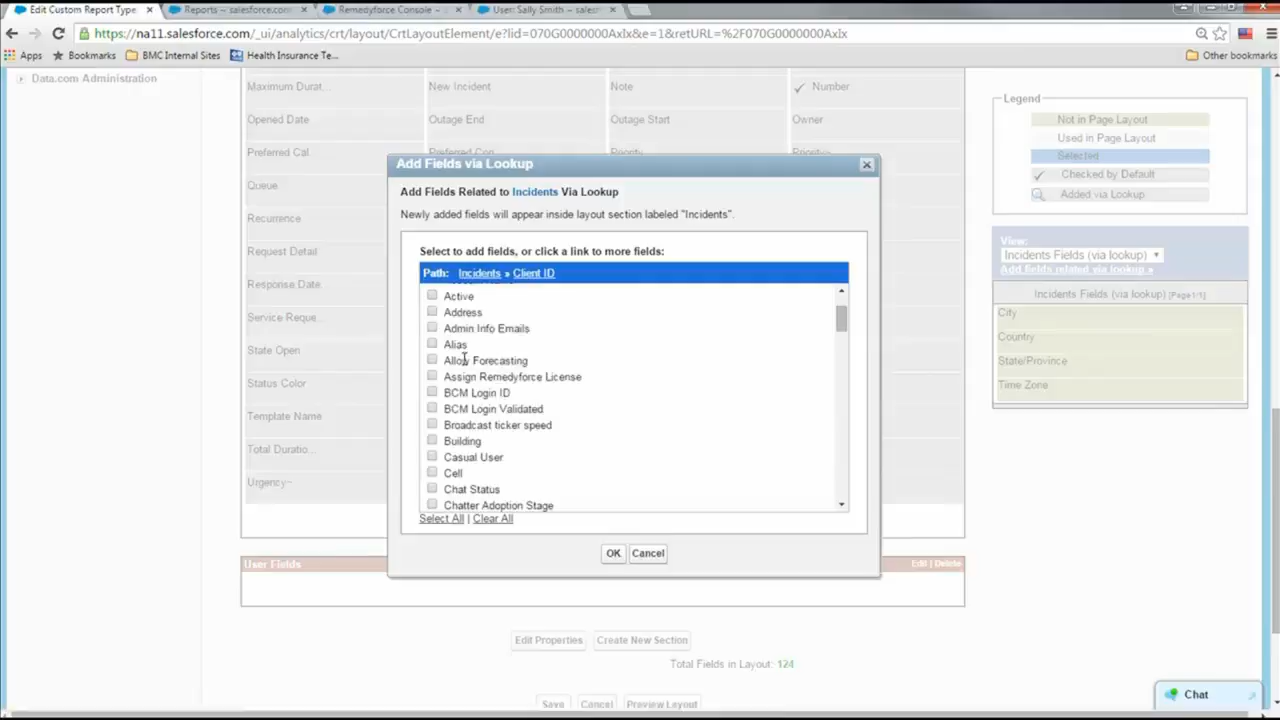 Edit Custom Report Type:
Reports ~ salesforce.com
Remedyforce Console ~
User: Sally Smith ~ sales
https://na11.salesforce.com/_ui/analytics/crt/layout/CrtLayoutElement/e?lid=070G0000000Axlx&e=1&retURL=%2F070G0000000Axlx
Apps
Bookmarks
BMC Internal Sites
Health Insurance Te...
Other bookmarks
Data.com Administration
Maximum Durat...
New Incident
Note
Number
Opened Date
Outage End
Outage Start
Owner
Preferred Cal
Preferred Con
Priority
Priority~
Queue
Recurrence
Request Detail
Response Date
Service Reque...
State Open
Status Color
Template Name
Total Duratio...
Urgency~
Add Fields via Lookup
Add Fields Related to Incidents Via Lookup
Newly added fields will appear inside layout section labeled "Incidents".
Select to add fields, or click a link to more fields:
Path: Incidents » Client ID
Active
Address
Admin Info Emails
Alias
Allow Forecasting
Assign Remedyforce License
BCM Login ID
BCM Login Validated
Broadcast ticker speed
Building
Casual User
Cell
Chat Status
Chatter Adoption Stage
Select All | Clear All
OK
Cancel
Legend
Not in Page Layout
Used in Page Layout
Selected
Checked by Default
Added via Lookup
View:
Incidents Fields (via lookup)
Add fields related via lookup »
Incidents Fields (via lookup) [Page1/1]
City
Country
State/Province
Time Zone
User Fields
Edit | Delete
Edit Properties
Create New Section
Total Fields in Layout: 124
Save
Cancel
Preview Layout
Chat